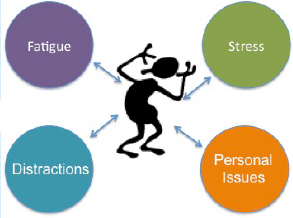 Fatigue
Stress
Distractions
Personal
Issues